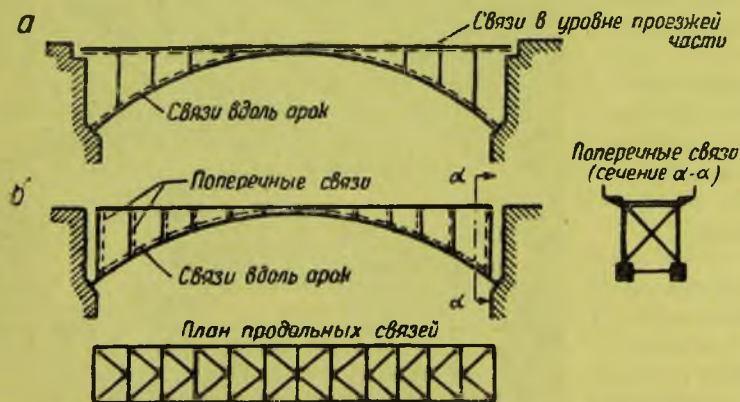 а
Связи в уровне проезжей
части
Связи вдоль арок
б
Поперечные связи
α
Поперечные связи
(сечение α-α)
Связи вдоль арок
α
План продольных связей